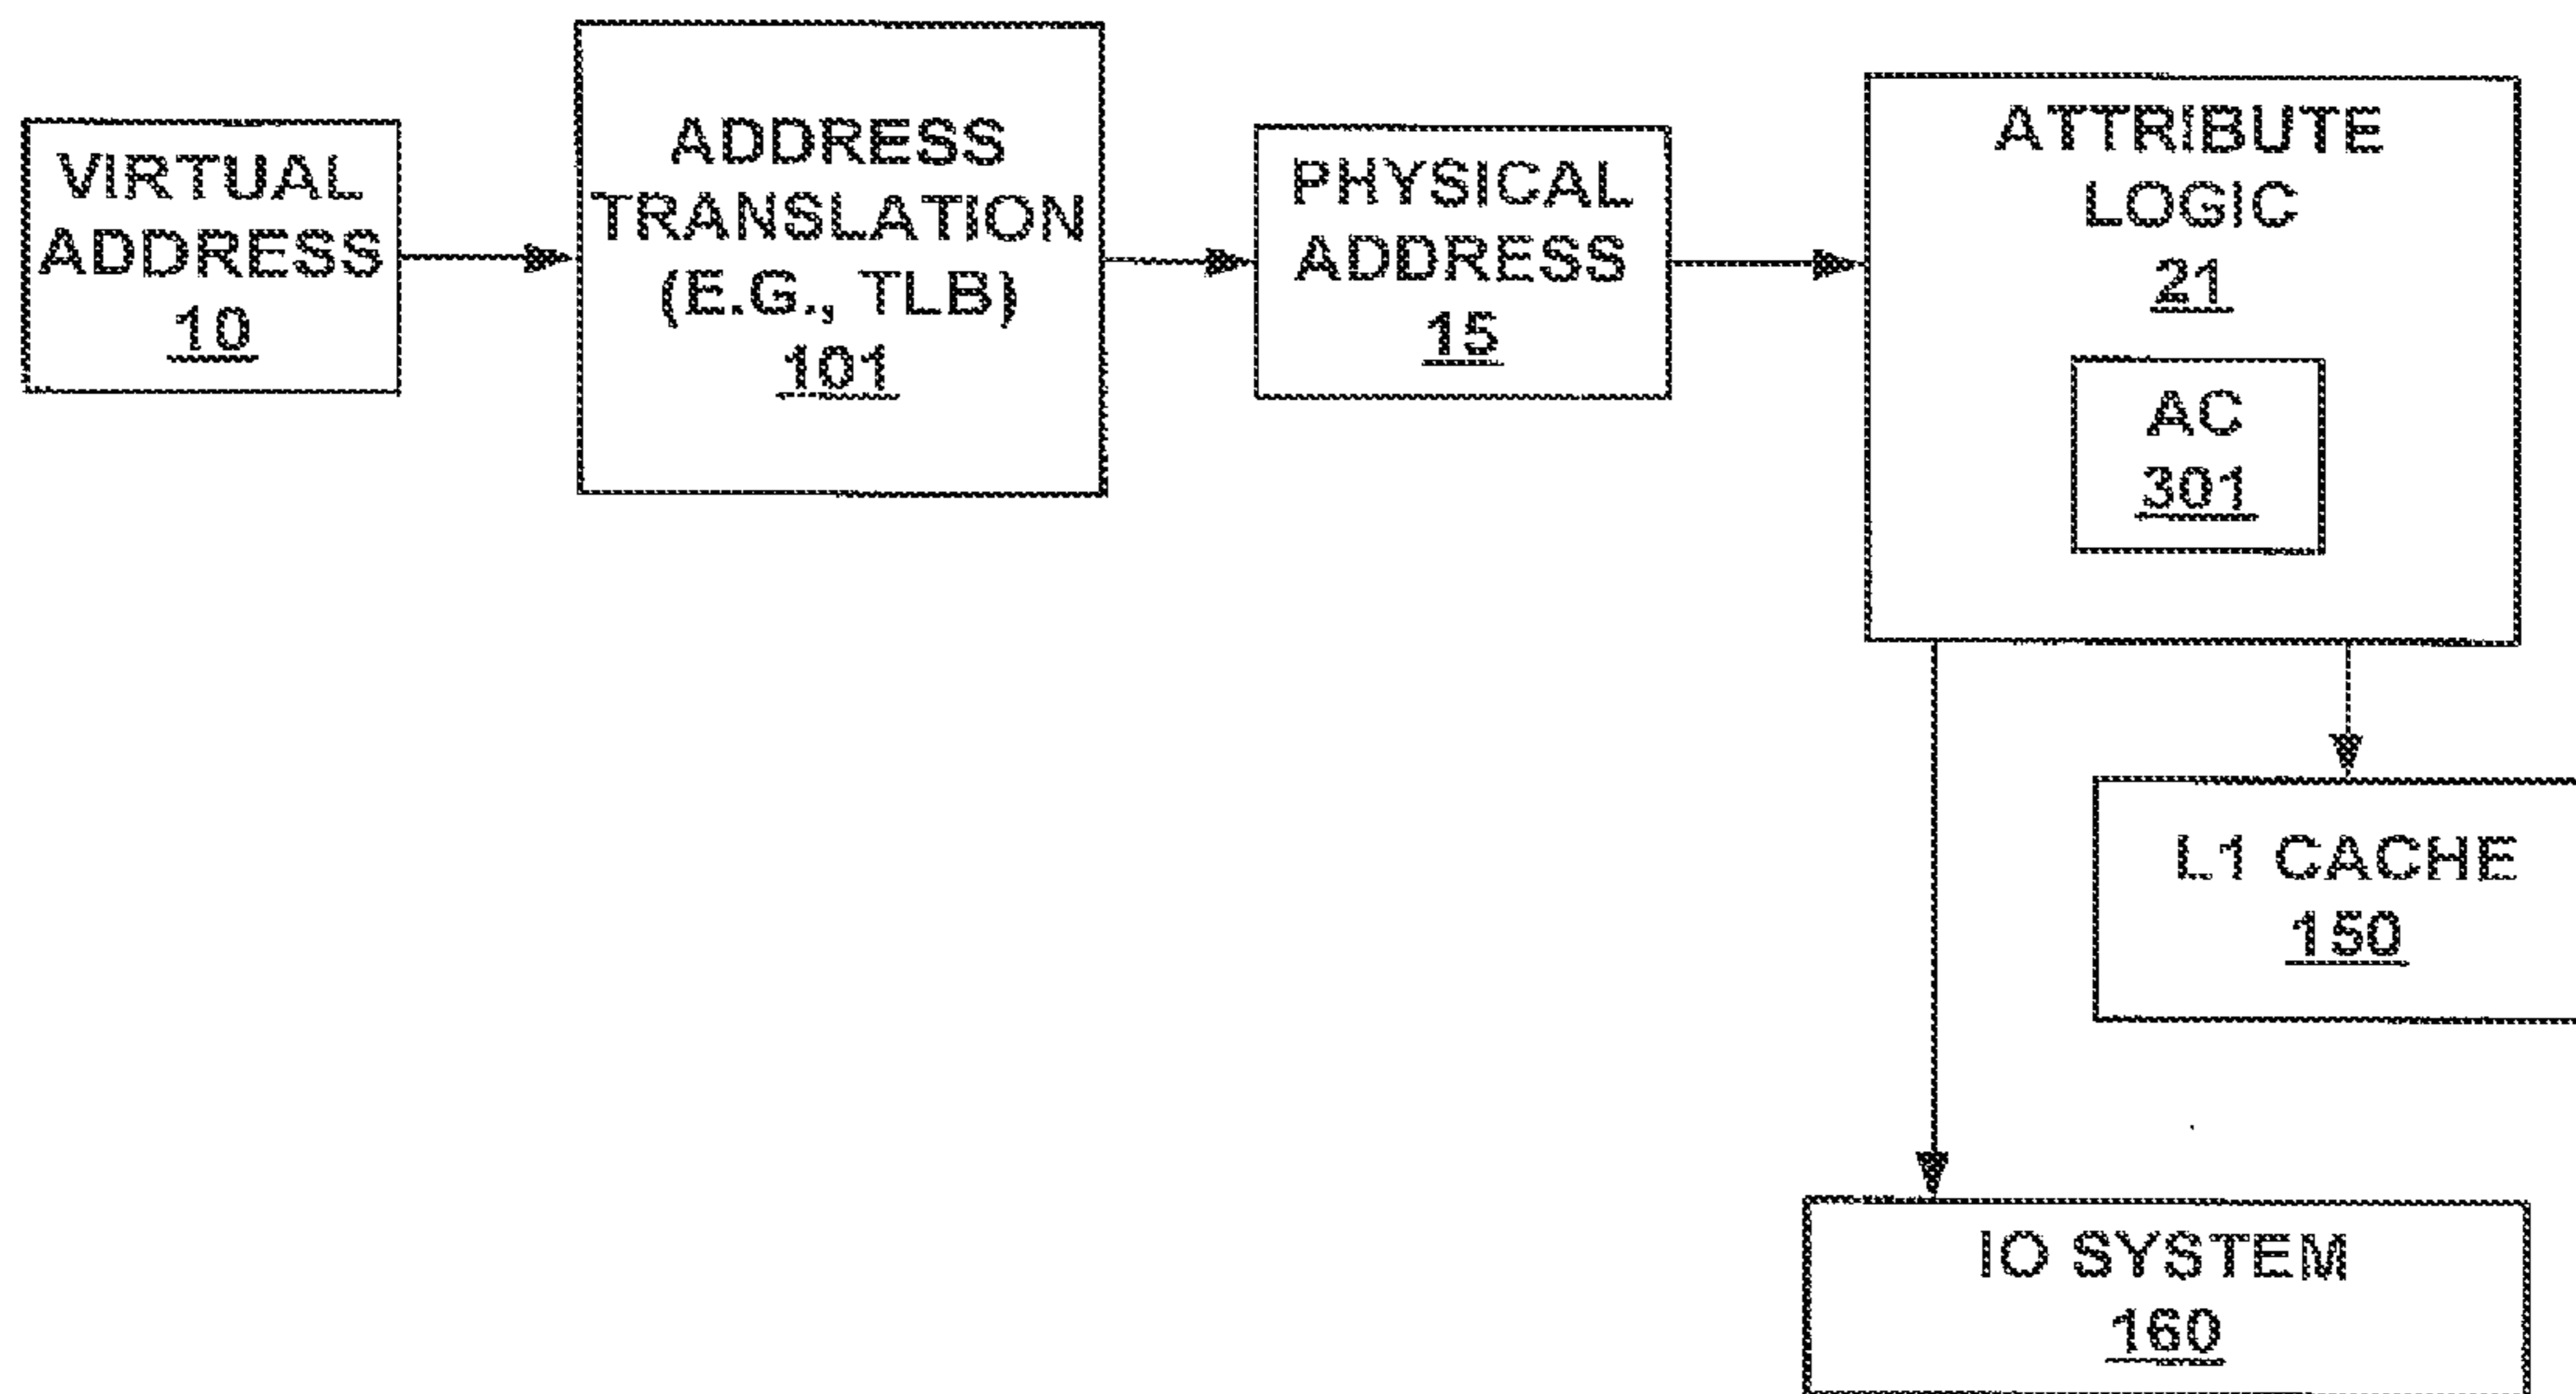 VIRTUAL
ADDRESS
10
ADDRESS
TRANSLATION
(E.G., TLB)
101
PHYSICAL
ADDRESS
15
ATTRIBUTE
LOGIC
21
AC
301
L1 CACHE
150
IO SYSTEM
160